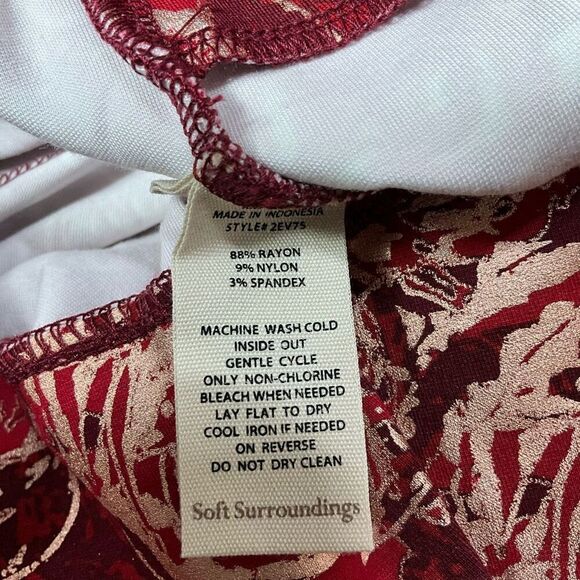 MADE IN INDONESIA
STYLE# 2EV75
88% RAYON
9% NYLON
3% SPANDEX
MACHINE WASH COLD
INSIDE OUT
GENTLE CYCLE
ONLY NON-CHLORINE
BLEACH WHEN NEEDED
LAY FLAT TO DRY
COOL IRON IF NEEDED
ON REVERSE
DO NOT DRY CLEAN
Soft Surroundings